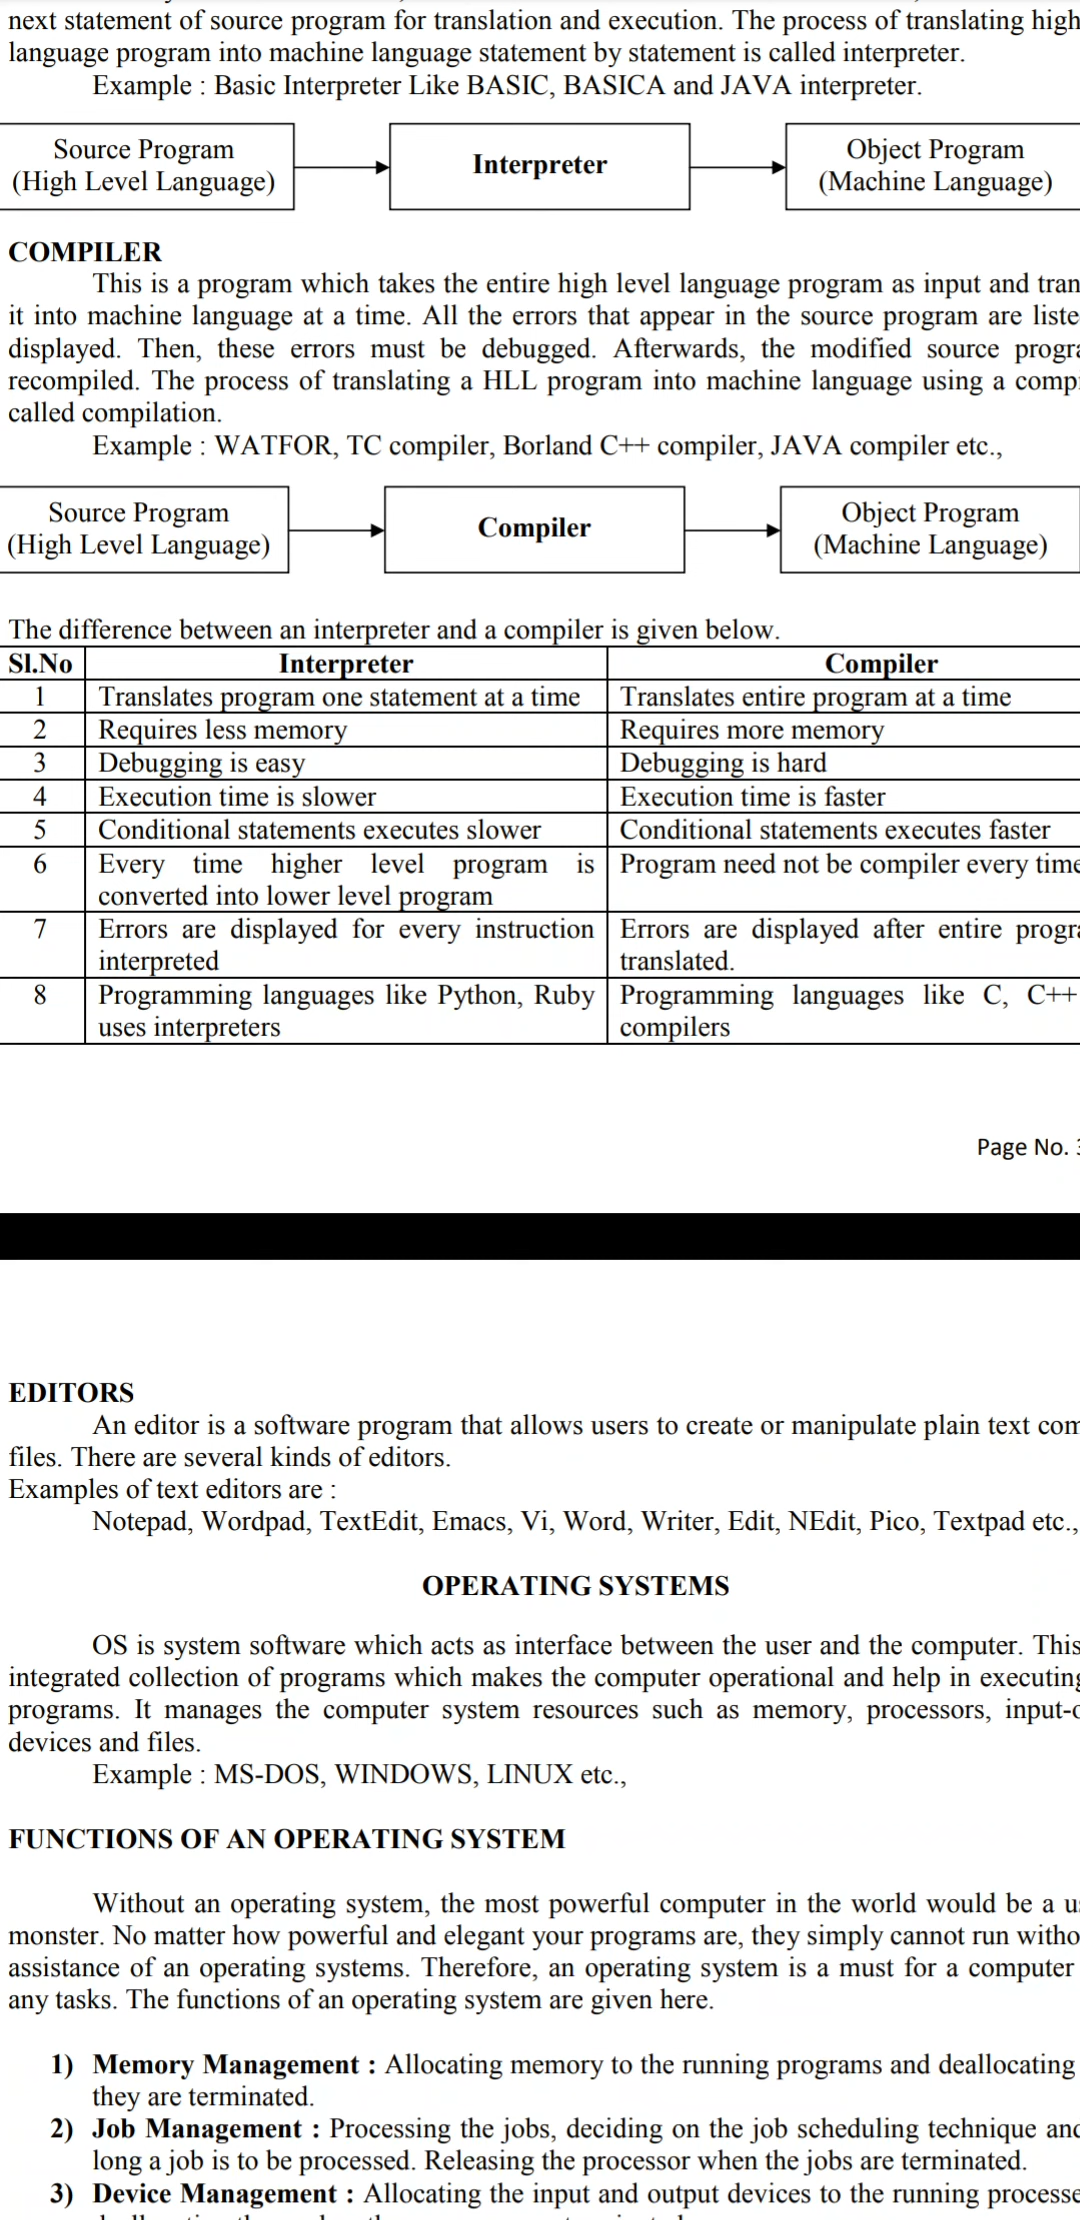 next statement of source program for translation and execution. The process of translating high
language program into machine language statement by statement is called interpreter.
Example : Basic Interpreter Like BASIC, BASICA and JAVA interpreter.
Source Program
(High Level Language)
Interpreter
Object Program
(Machine Language)
COMPILER
This is a program which takes the entire high level language program as input and tran
it into machine language at a time. All the errors that appear in the source program are liste
displayed. Then, these errors must be debugged. Afterwards, the modified source progra
recompiled. The process of translating a HLL program into machine language using a comp
called compilation.
Example : WATFOR, TC compiler, Borland C++ compiler, JAVA compiler etc.,
Source Program
(High Level Language)
Compiler
Object Program
(Machine Language)
The difference between an interpreter and a compiler is given below.
Sl.No Interpreter Compiler
1 Translates program one statement at a time Translates entire program at a time
2 Requires less memory Requires more memory
3 Debugging is easy Debugging is hard
4 Execution time is slower Execution time is faster
5 Conditional statements executes slower Conditional statements executes faster
6 Every time higher level program is Program need not be compiler every time
converted into lower level program
7 Errors are displayed for every instruction Errors are displayed after entire progra
interpreted translated.
8 Programming languages like Python, Ruby Programming languages like C, C++
uses interpreters compilers
Page No. 3
EDITORS
An editor is a software program that allows users to create or manipulate plain text com
files. There are several kinds of editors.
Examples of text editors are :
Notepad, Wordpad, TextEdit, Emacs, Vi, Word, Writer, Edit, NEdit, Pico, Textpad etc.,
OPERATING SYSTEMS
OS is system software which acts as interface between the user and the computer. This
integrated collection of programs which makes the computer operational and help in executing
programs. It manages the computer system resources such as memory, processors, input-o
devices and files.
Example : MS-DOS, WINDOWS, LINUX etc.,
FUNCTIONS OF AN OPERATING SYSTEM
Without an operating system, the most powerful computer in the world would be a us
monster. No matter how powerful and elegant your programs are, they simply cannot run witho
assistance of an operating systems. Therefore, an operating system is a must for a computer
any tasks. The functions of an operating system are given here.
1) Memory Management : Allocating memory to the running programs and deallocating
they are terminated.
2) Job Management : Processing the jobs, deciding on the job scheduling technique and
long a job is to be processed. Releasing the processor when the jobs are terminated.
3) Device Management : Allocating the input and output devices to the running processe